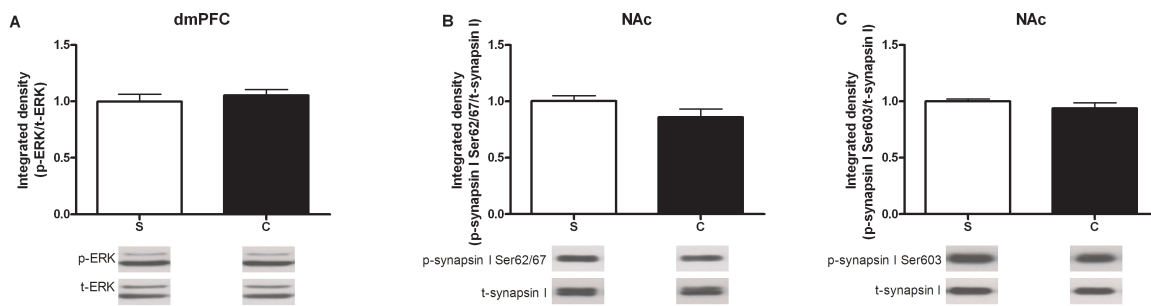 A
dmPFC
Integrated density
(p-ERK/t-ERK)
1.5
1.0
0.5
0.0
S
C
p-ERK
t-ERK
B
NAc
Integrated density
(p-synapsin I Ser62/67/t-synapsin I)
1.5
1.0
0.5
0.0
S
C
p-synapsin I Ser62/67
t-synapsin I
C
NAc
Integrated density
(p-synapsin I Ser603/t-synapsin I)
1.5
1.0
0.5
0.0
S
C
p-synapsin I Ser603
t-synapsin I